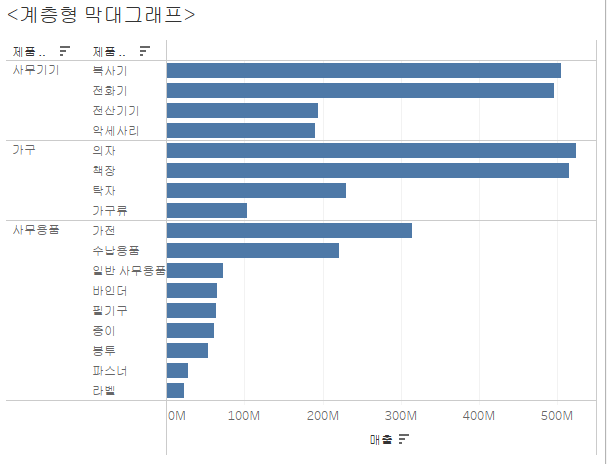 <계층형 막대그래프>
제품 .. 제품 ..
사무기기 복사기
전화기
전산기기
악세사리
가구 의자
책장
탁자
가구류
사무용품 가전
수납용품
일반 사무용품
바인더
필기구
종이
봉투
파스너
라벨
0M 100M 200M 300M 400M 500M
매출